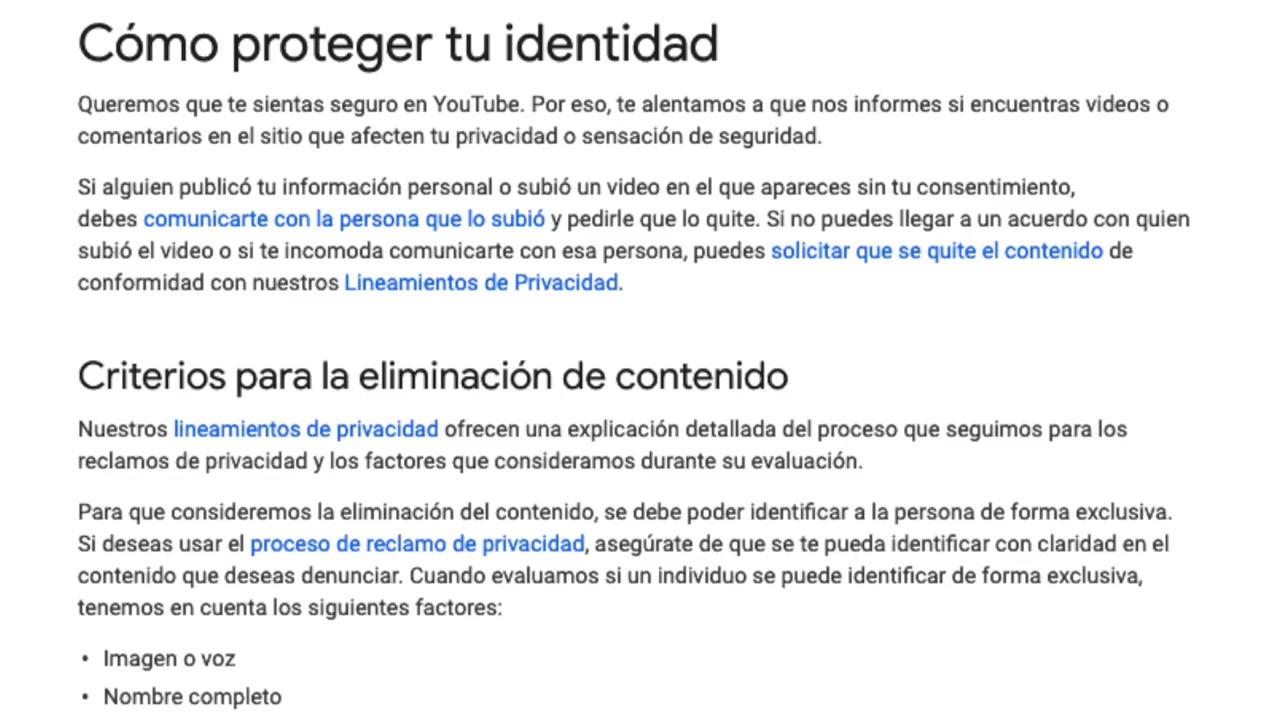 Cómo proteger tu identidad
Queremos que te sientas seguro en YouTube. Por eso, te alentamos a que nos informes si encuentras videos o
comentarios en el sitio que afecten tu privacidad o sensación de seguridad.
Si alguien publicó tu información personal o subió un video en el que apareces sin tu consentimiento,
debes comunicarte con la persona que lo subió y pedirle que lo quite. Si no puedes llegar a un acuerdo con quien
subió el video o si te incomoda comunicarte con esa persona, puedes solicitar que se quite el contenido de
conformidad con nuestros Lineamientos de Privacidad.
Criterios para la eliminación de contenido
Nuestros lineamientos de privacidad ofrecen una explicación detallada del proceso que seguimos para los
reclamos de privacidad y los factores que consideramos durante su evaluación.
Para que consideremos la eliminación del contenido, se debe poder identificar a la persona de forma exclusiva.
Si deseas usar el proceso de reclamo de privacidad, asegúrate de que se te pueda identificar con claridad en el
contenido que deseas denunciar. Cuando evaluamos si un individuo se puede identificar de forma exclusiva,
tenemos en cuenta los siguientes factores:
• Imagen o voz
• Nombre completo